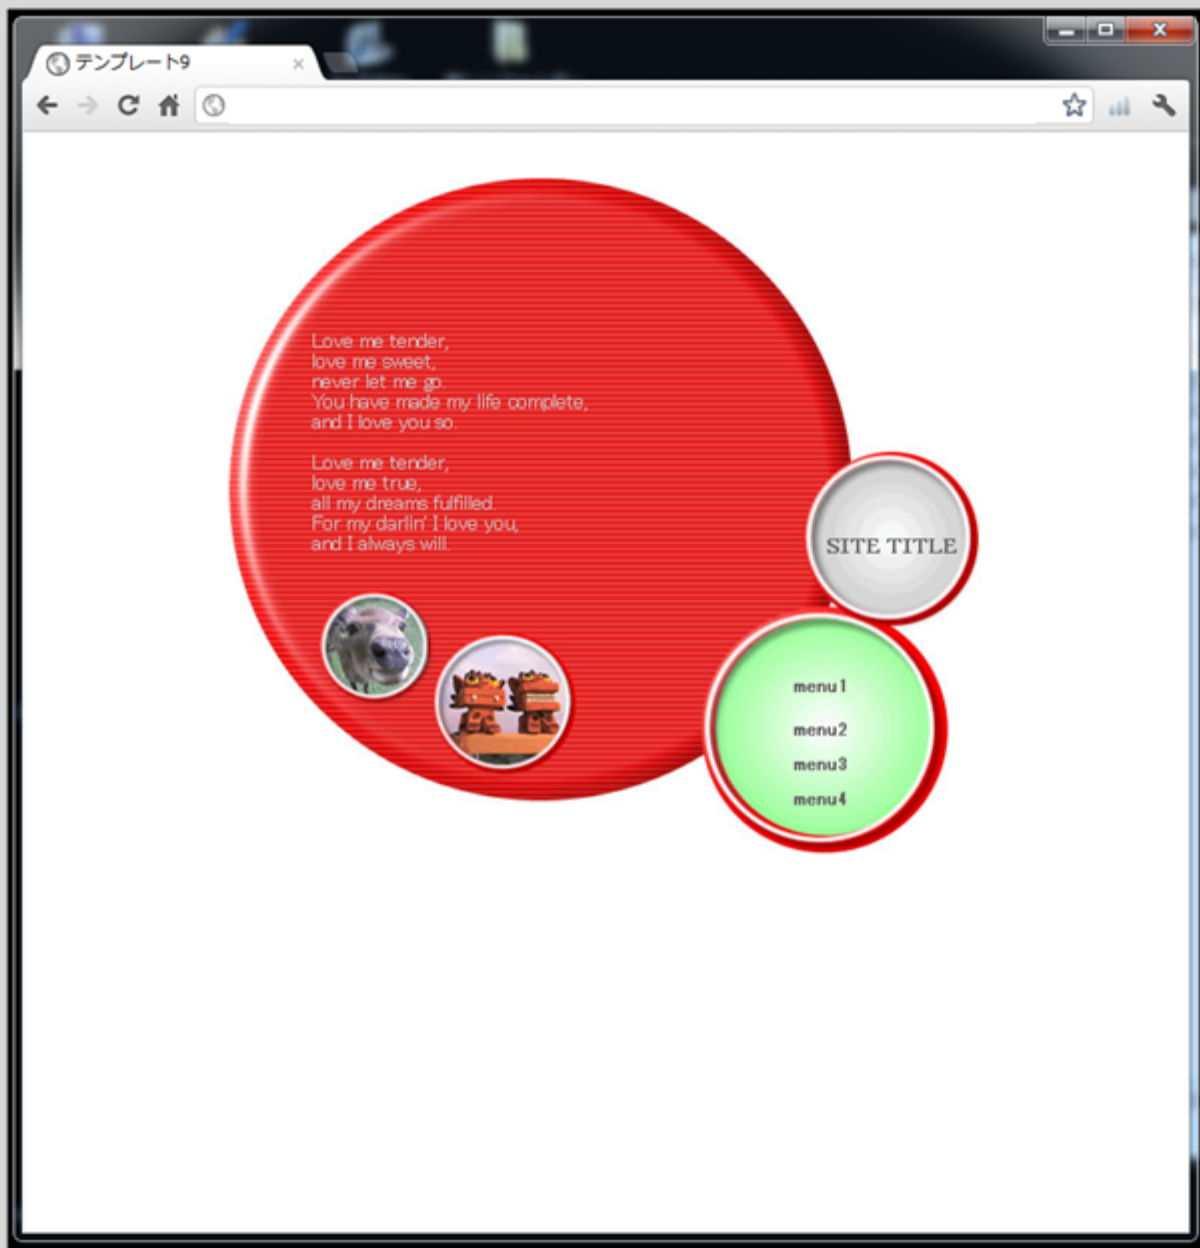 テンプレート9
Love me tender,
love me sweet,
never let me go.
You have made my life complete,
and I love you so.
Love me tender,
love me true,
all my dreams fulfilled.
For my darlin' I love you,
and I always will.
SITE TITLE
menu1
menu2
menu3
menu4